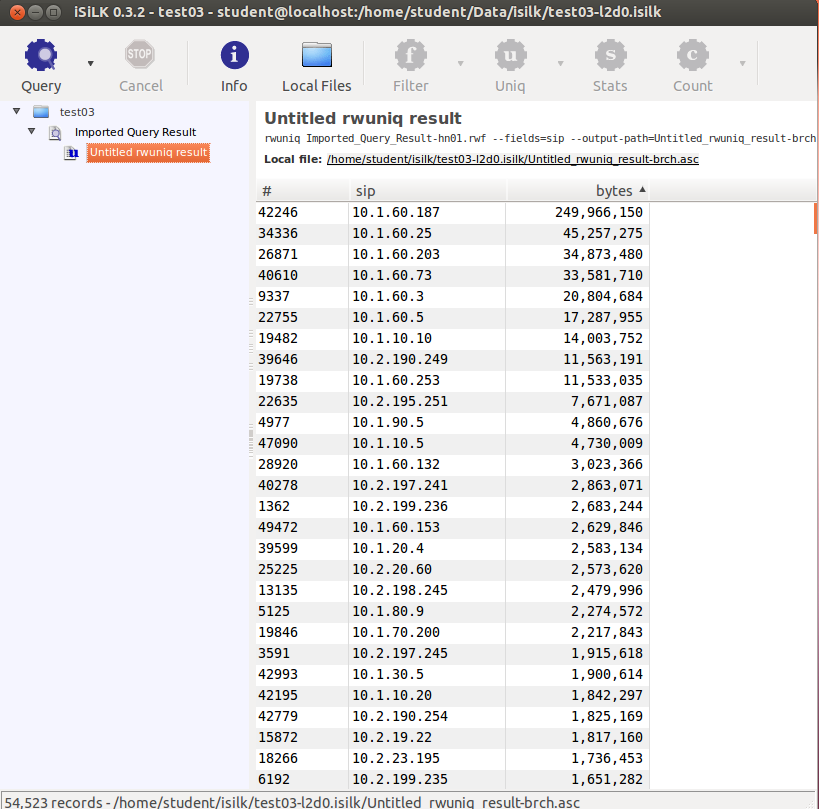 iSiLK 0.3.2 - test03 - student@localhost:/home/student/Data/isilk/test03-l2d0.isilk
STOP i f u s c
Query Cancel Info Local Files Filter Uniq Stats Count
test03
Imported Query Result
u Untitled rwuniq result
Untitled rwuniq result
rwuniq Imported_Query_Result-hn01.rwf --fields=sip --output-path=Untitled_rwuniq_result-brch
Local file: /home/student/isilk/test03-l2d0.isilk/Untitled_rwuniq_result-brch.asc
# sip bytes
42246 10.1.60.187 249,966,150
34336 10.1.60.25 45,257,275
26871 10.1.60.203 34,873,480
40610 10.1.60.73 33,581,710
9337 10.1.60.3 20,804,684
22755 10.1.60.5 17,287,955
19482 10.1.10.10 14,003,752
39646 10.2.190.249 11,563,191
19738 10.1.60.253 11,533,035
22635 10.2.195.251 7,671,087
4977 10.1.90.5 4,860,676
47090 10.1.10.5 4,730,009
28920 10.1.60.132 3,023,366
40278 10.2.197.241 2,863,071
1362 10.2.199.236 2,683,244
49472 10.1.60.153 2,629,846
39599 10.1.20.4 2,583,134
25225 10.2.20.60 2,573,620
13135 10.2.198.245 2,479,996
5125 10.1.80.9 2,274,572
19846 10.1.70.200 2,217,843
3591 10.2.197.245 1,915,618
42993 10.1.30.5 1,900,614
42195 10.1.10.20 1,842,297
42779 10.2.190.254 1,825,169
15872 10.2.19.22 1,817,160
18266 10.2.23.195 1,736,453
6192 10.2.199.235 1,651,282
54,523 records - /home/student/isilk/test03-l2d0.isilk/Untitled_rwuniq_result-brch.asc